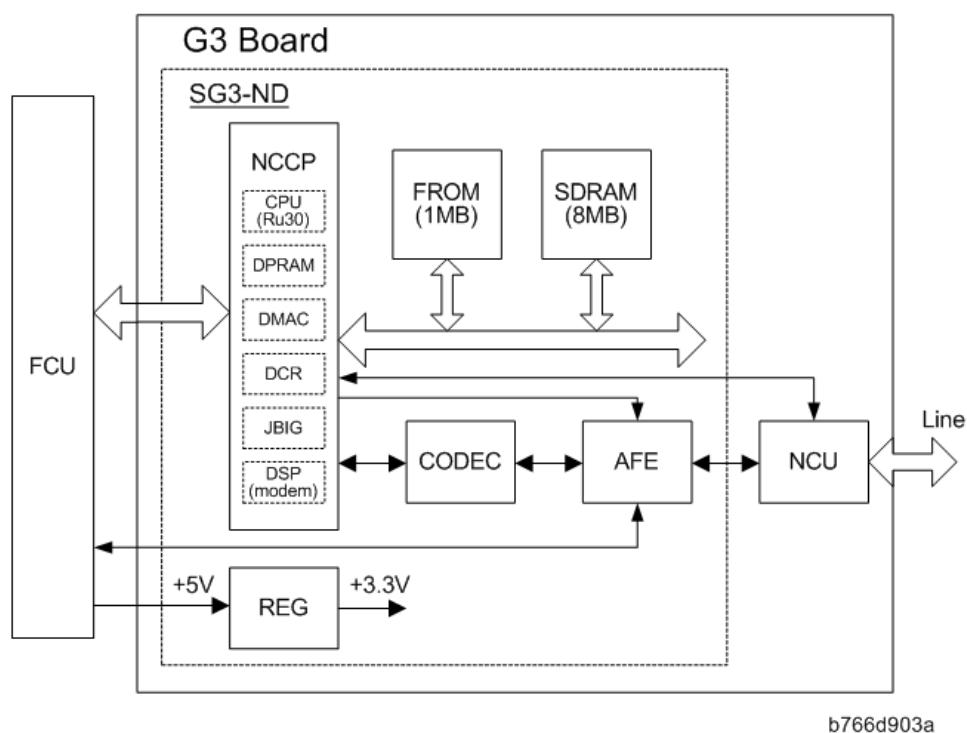 G3 Board
SG3-ND
NCCP
CPU
(Ru30)
DPRAM
DMAC
DCR
JBIG
DSP
(modem)
FROM
(1MB)
SDRAM
(8MB)
FCU
CODEC
AFE
NCU
Line
+5V
REG
+3.3V
b766d903a